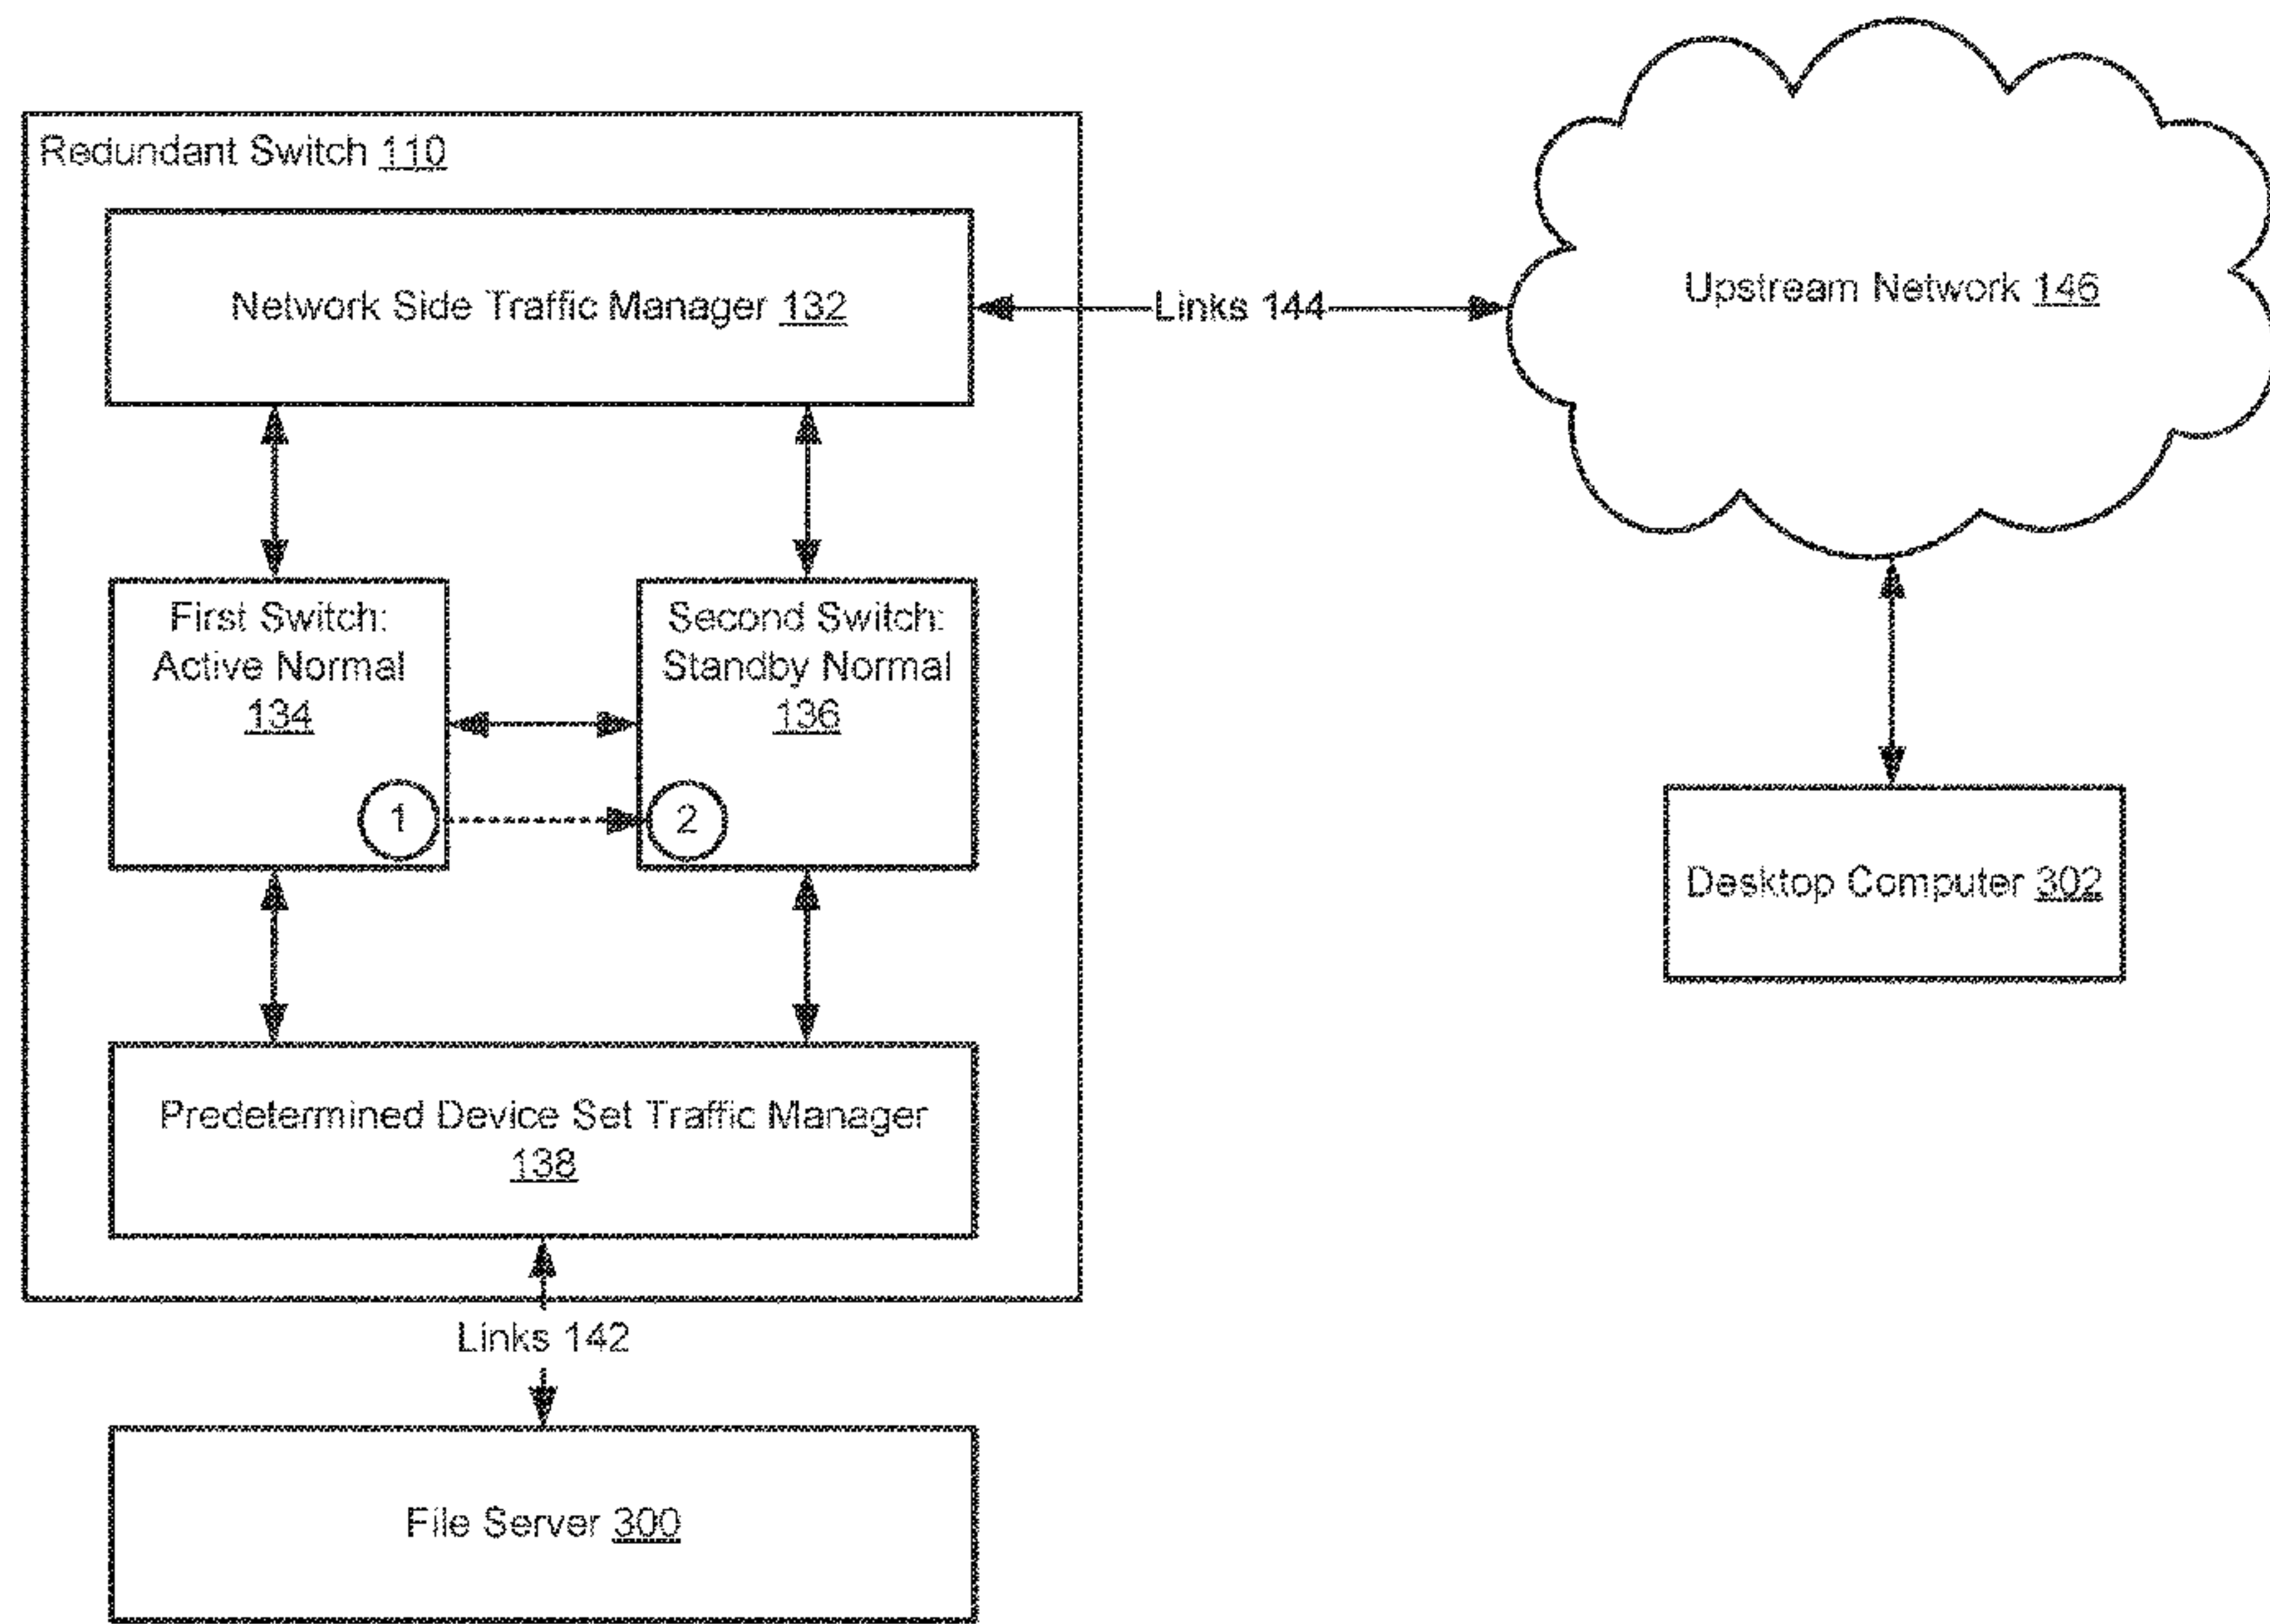 Redundant Switch 110
Network Side Traffic Manager 132
Links 144
Upstream Network 146
First Switch:
Active Normal
134
Second Switch:
Standby Normal
136
1
2
Desktop Computer 302
Predetermined Device Set Traffic Manager
138
Links 142
File Server 300